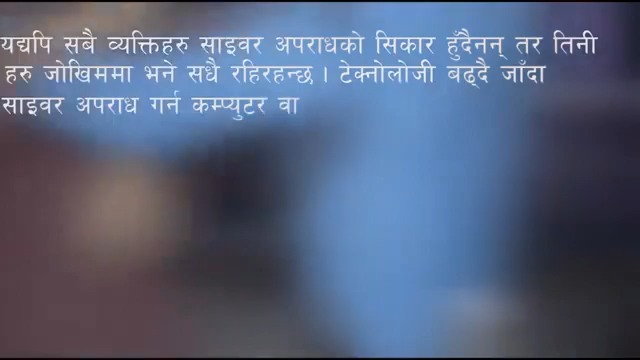 यद्यपि सबै व्यक्तिहरु साइवर अपराधको सिकार हुँदैनन् तर तिनी
हरु जोखिममा भने सधै रहिरहन्छ । टेक्नोलोजी बढ्दै जाँदा
साइवर अपराध गर्न कम्प्युटर वा